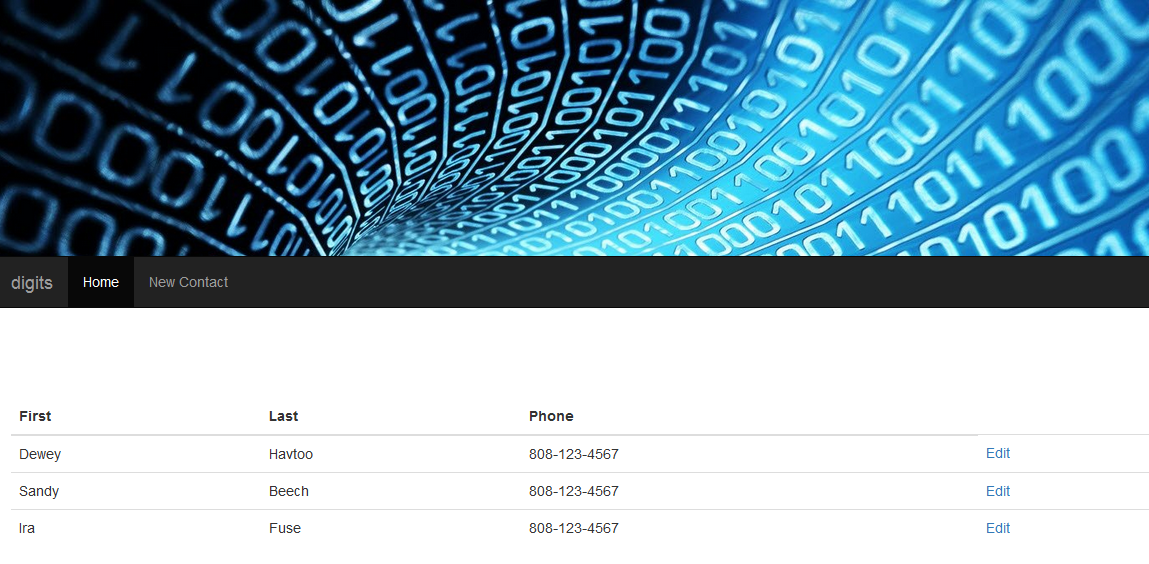 digits Home New Contact
First Last Phone
Dewey Havtoo 808-123-4567 Edit
Sandy Beech 808-123-4567 Edit
Ira Fuse 808-123-4567 Edit